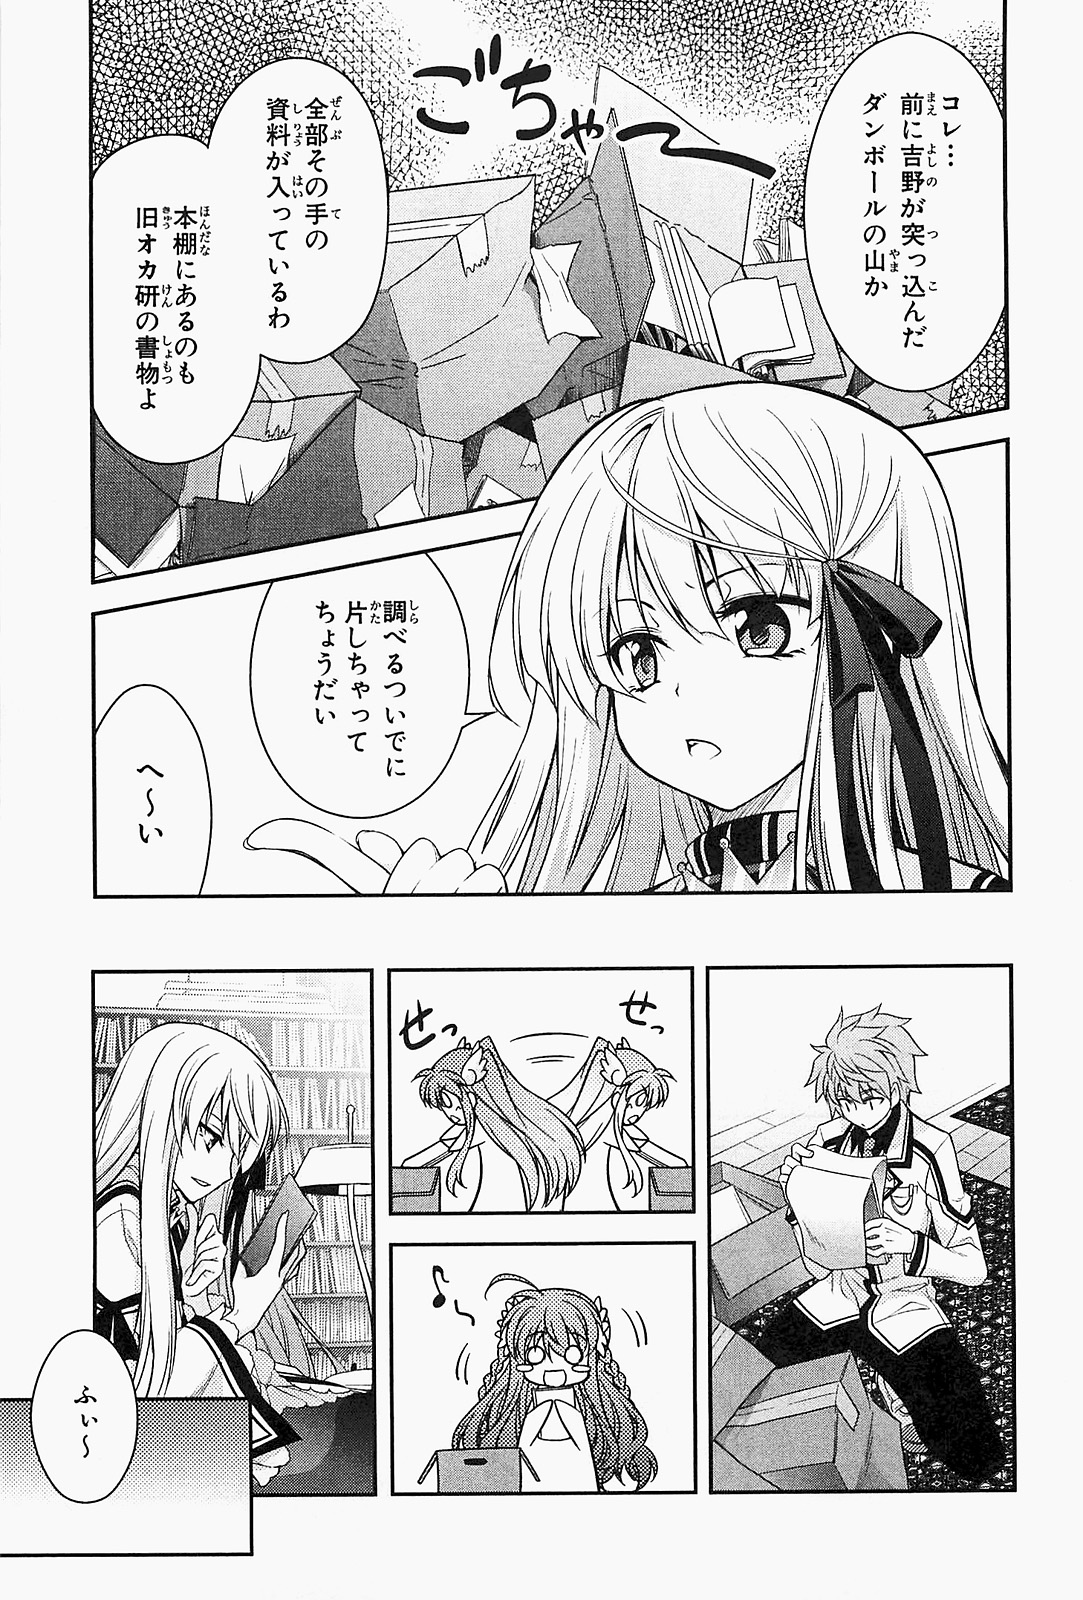 コレ…
前に吉野が突っ込んだ
ダンボールの山か
ごちゃー
全部その手の
資料が入っているわ
本棚にあるのも
旧オカ研の書物よ
調べるついでに
片しちゃって
ちょうだい
へ〜い
せっ
せっ
ふぃ〜